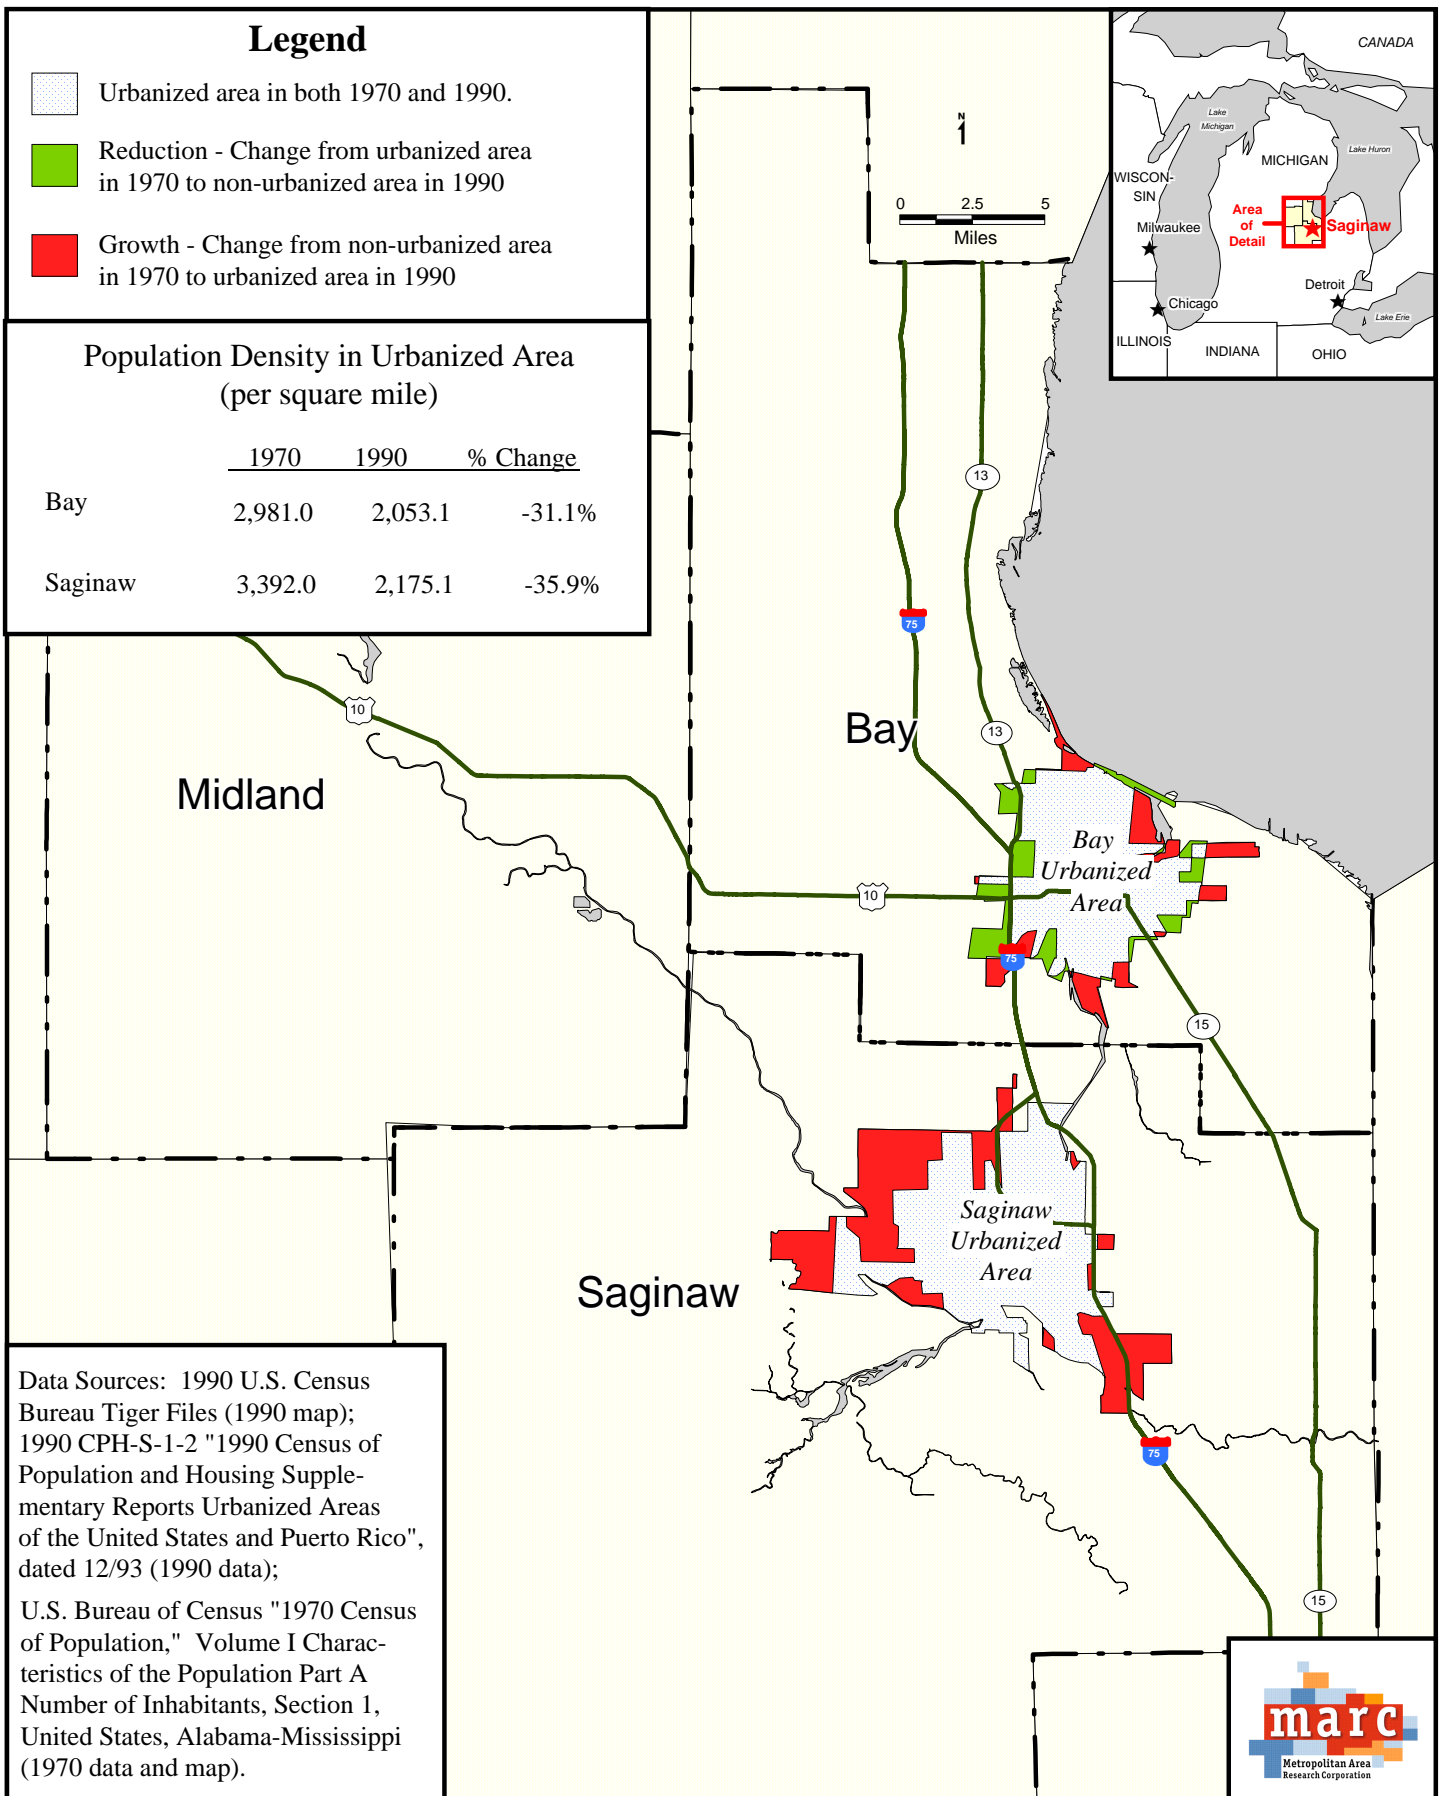 Legend
Urbanized area in both 1970 and 1990.
Reduction - Change from urbanized area
in 1970 to non-urbanized area in 1990
Growth - Change from non-urbanized area
in 1970 to urbanized area in 1990
Population Density in Urbanized Area
(per square mile)
1970 1990 % Change
Bay 2,981.0 2,053.1 -31.1%
Saginaw 3,392.0 2,175.1 -35.9%
N
0 2.5 5
Miles
CANADA
Lake
Michigan
Lake Huron
MICHIGAN
WISCON-
SIN
Area
of
Detail
Saginaw
Milwaukee
Detroit
Chicago
Lake Erie
ILLINOIS
INDIANA
OHIO
13
75
10
13
Bay
Midland
Bay
Urbanized
Area
10
75
15
Saginaw
Urbanized
Area
Saginaw
75
15
Data Sources: 1990 U.S. Census
Bureau Tiger Files (1990 map);
1990 CPH-S-1-2 "1990 Census of
Population and Housing Supple-
mentary Reports Urbanized Areas
of the United States and Puerto Rico",
dated 12/93 (1990 data);
U.S. Bureau of Census "1970 Census
of Population," Volume I Charac-
teristics of the Population Part A
Number of Inhabitants, Section 1,
United States, Alabama-Mississippi
(1970 data and map).
marc
Metropolitan Area
Research Corporation